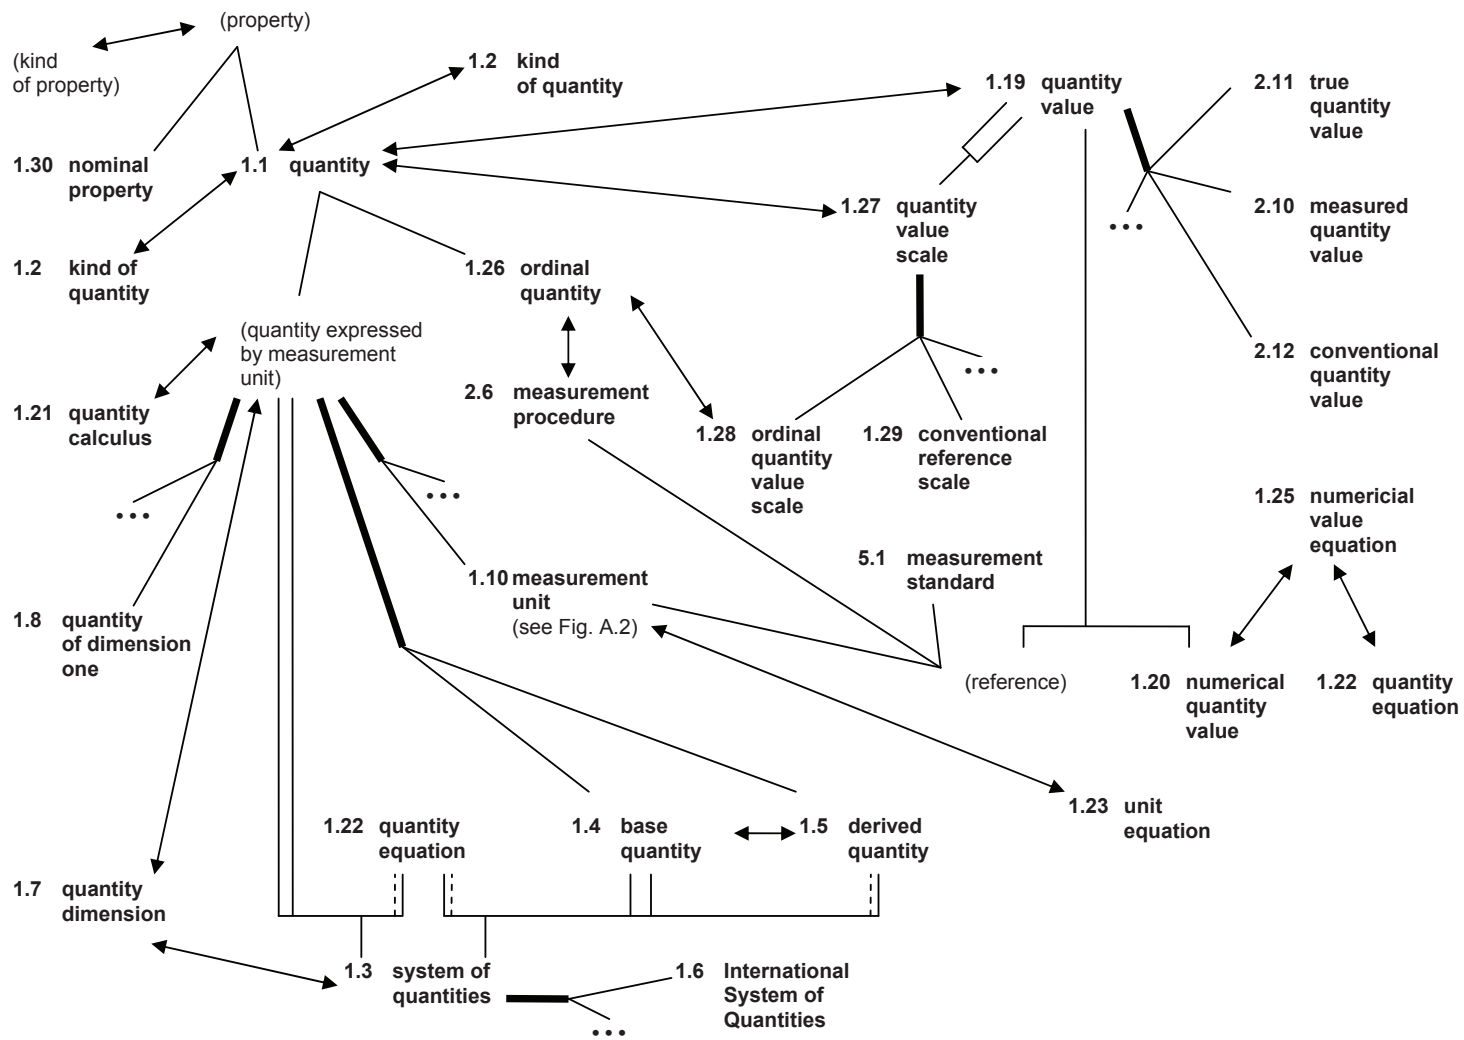 (property)
(kind
of property)
1.2 kind
of quantity
1.19 quantity
value
2.11 true
quantity
value
1.30 nominal
property
1.1 quantity
1.27 quantity
value
scale
2.10 measured
quantity
value
•••
1.2 kind of
quantity
1.26 ordinal
quantity
(quantity expressed
by measurement
unit)
2.12 conventional
quantity
value
•••
1.21 quantity
calculus
2.6 measurement
procedure
1.28 ordinal
quantity
value
scale
1.29 conventional
reference
scale
•••
•••
1.25 numericial
value
equation
5.1 measurement
standard
1.10 measurement
unit
(see Fig. A.2)
1.8 quantity
of dimension
one
(reference)
1.20 numerical
quantity
value
1.22 quantity
equation
1.23 unit
equation
1.22 quantity
equation
1.4 base
quantity
1.5 derived
quantity
1.7 quantity
dimension
1.3 system of
quantities
1.6 International
System of
Quantities
•••